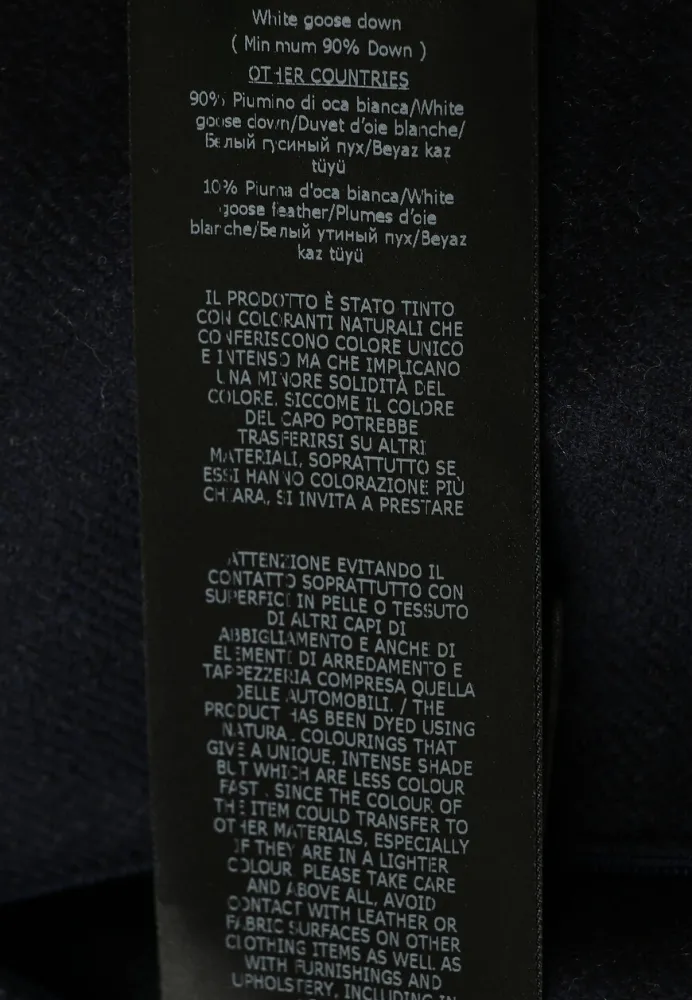 White goose down
( Minimum 90% Down )
OTHER COUNTRIES
90% Piumino di oca bianca/White
goose down/Duvet d'oie blanche/
Белый гусиный пух/Beyaz kaz
tüyü
10% Piuma d'oca bianca/White
goose feather/Plumes d'oie
blanche/Белый утиный пух/Beyaz
kaz tüyü
IL PRODOTTO È STATO TINTO
CON COLORANTI NATURALI CHE
CONFERISCONO COLORE UNICO
E INTENSO MA CHE IMPLICANO
UNA MINORE SOLIDITÀ DEL
COLORE. SICCOME IL COLORE
DEL CAPO POTREBBE
TRASFERIRSI SU ALTRI
MATERIALI, SOPRATTUTTO SE
ESSI HANNO COLORAZIONE PIÙ
CHIARA, SI INVITA A PRESTARE
ATTENZIONE EVITANDO IL
CONTATTO SOPRATTUTTO CON
SUPERFICI IN PELLE O TESSUTO
DI ALTRI CAPI DI
ABBIGLIAMENTO E ANCHE DI
ELEMENTI DI ARREDAMENTO E
TAPPEZZERIA COMPRESA QUELLA
DELLE AUTOMOBILI. / THE
PRODUCT HAS BEEN DYED USING
NATURAL COLOURINGS THAT
GIVE A UNIQUE, INTENSE SHADE
BUT WHICH ARE LESS COLOUR
FAST . SINCE THE COLOUR OF
THE ITEM COULD TRANSFER TO
OTHER MATERIALS, ESPECIALLY
IF THEY ARE IN A LIGHTER
COLOUR, PLEASE TAKE CARE
AND ABOVE ALL, AVOID
CONTACT WITH LEATHER OR
FABRIC SURFACES ON OTHER
CLOTHING ITEMS AS WELL AS
WITH FURNISHINGS AND
UPHOLSTERY, INCLUDING IN